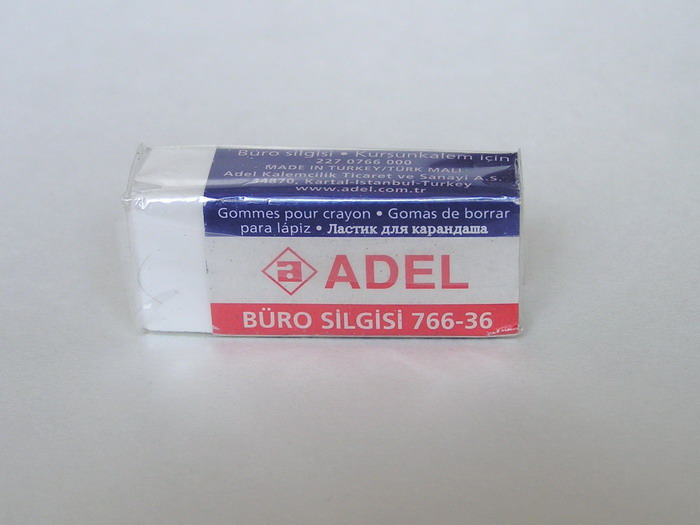 Büro silgisi • Kurşunkalem için
227 0766 000
MADE IN TURKEY/TÜRK MALI
Adel Kalemcilik Ticaret ve Sanayi A.S.
34870, Kartal-Istanbul-Turkey
www.adel.com.tr
Gommes pour crayon • Gomas de borrar
para lápiz • Ластик для карандаша
a ADEL
BÜRO SİLGİSİ 766-36